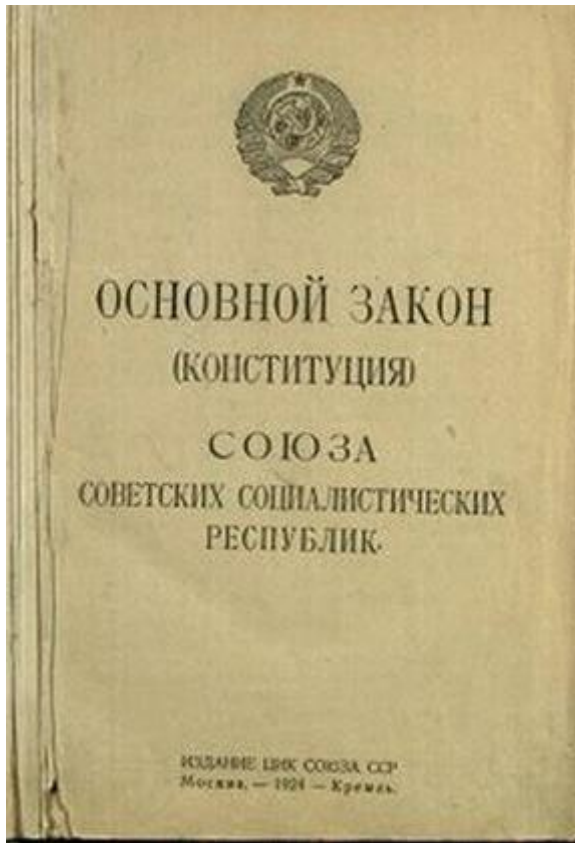 ОСНОВНОЙ ЗАКОН
(КОНСТИТУЦИЯ)
СОЮЗА
СОВЕТСКИХ СОЦИАЛИСТИЧЕСКИХ
РЕСПУБЛИК.
ИЗДАНИЕ ЦИК СОЮЗА ССР
Москва. — 1924 — Кремль.